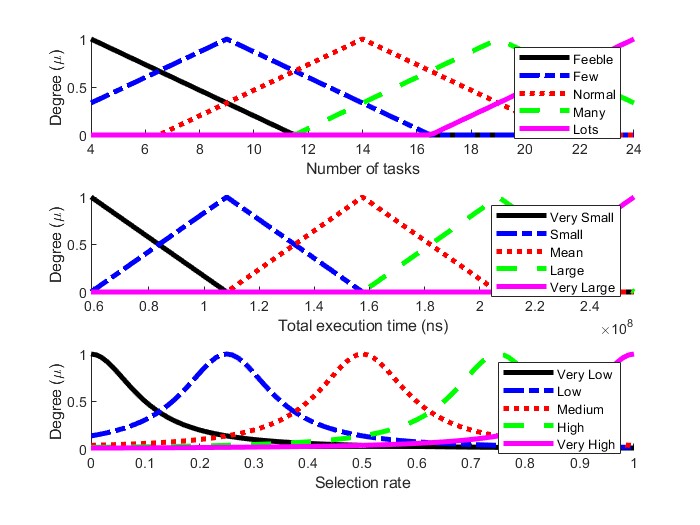 1
0.5
0
Degree (μ)
4 6 8 10 12 14 16 18 20 22 24
Number of tasks
Feeble
Few
Normal
Many
Lots
1
0.5
0
Degree (μ)
0.6 0.8 1 1.2 1.4 1.6 1.8 2 2.2 2.4
Total execution time (ns)
×10^8
Very Small
Small
Mean
Large
Very Large
1
0.5
0
Degree (μ)
0 0.1 0.2 0.3 0.4 0.5 0.6 0.7 0.8 0.9 1
Selection rate
Very Low
Low
Medium
High
Very High